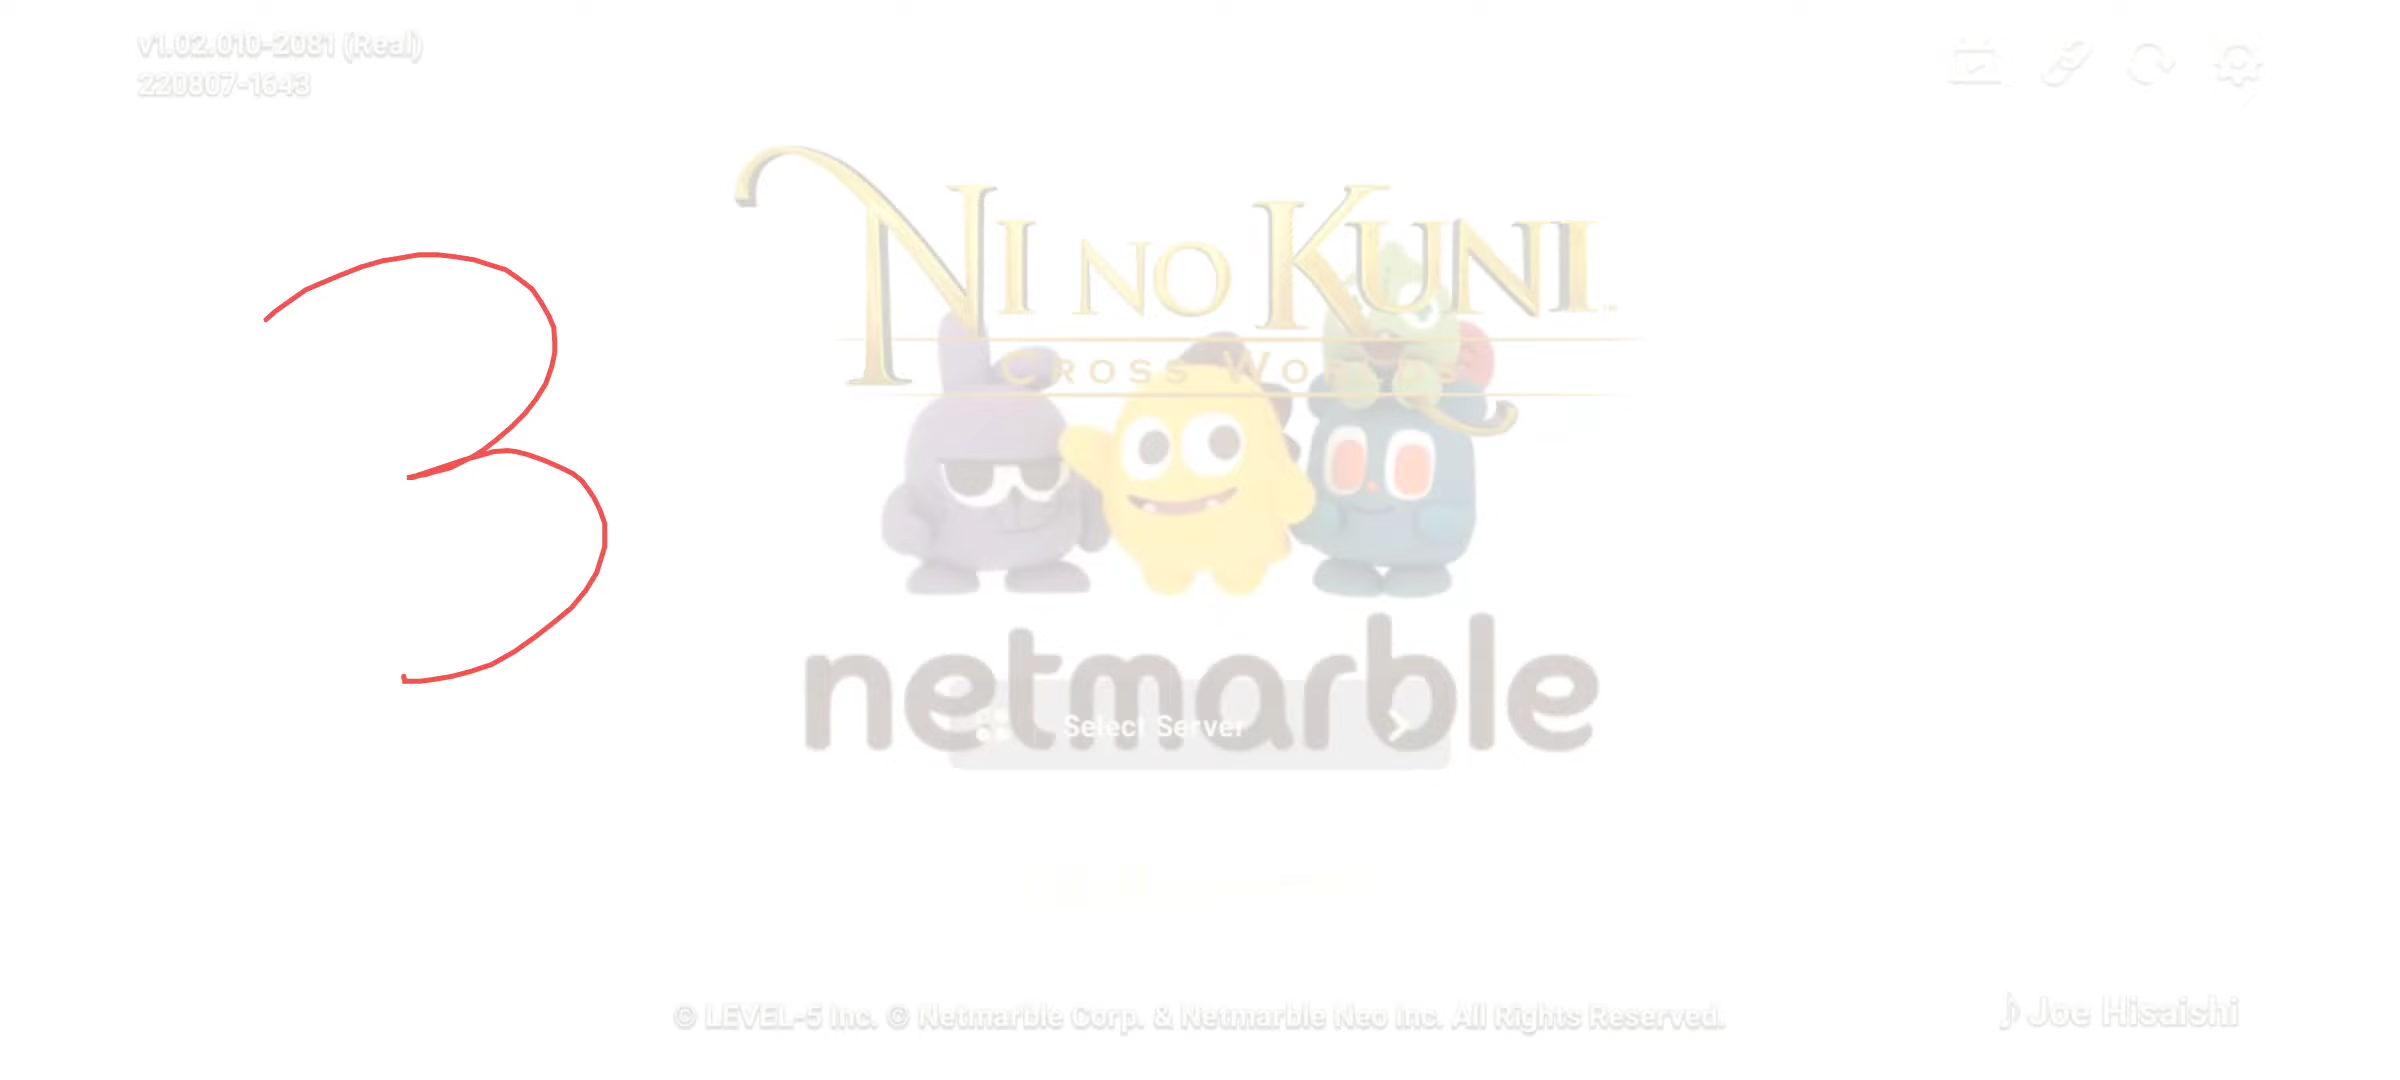 v1.02.010-2081 (Real)
220807-1643
NI NO KUNI™
CROSS WORLDS
3
netmarble
Select Server
© LEVEL-5 Inc. © Netmarble Corp. & Netmarble Neo Inc. All Rights Reserved.
♪ Joe Hisaishi